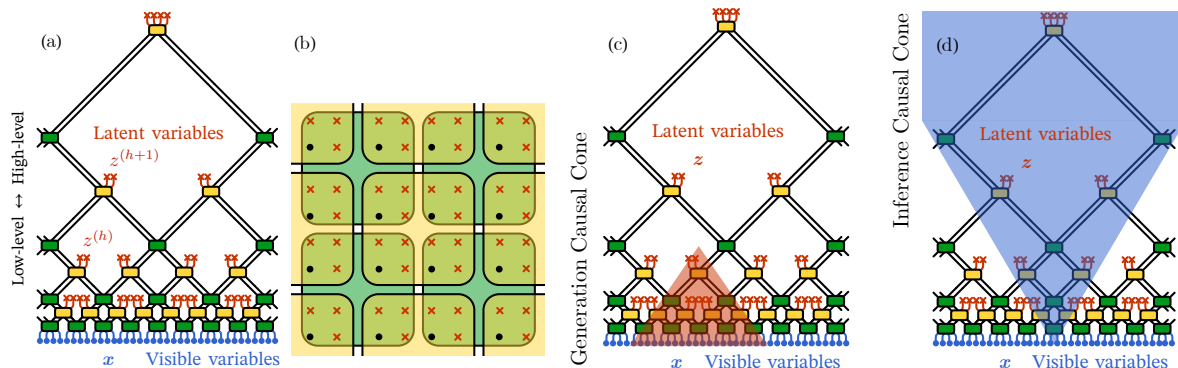 (a)
Low-level ↔ High-level
Latent variables
z^{(h+1)}
z^{(h)}
x Visible variables
(b)
Generation Causal Cone
(c)
Latent variables
z
x Visible variables
Inference Causal Cone
(d)
Latent variables
z
x Visible variables